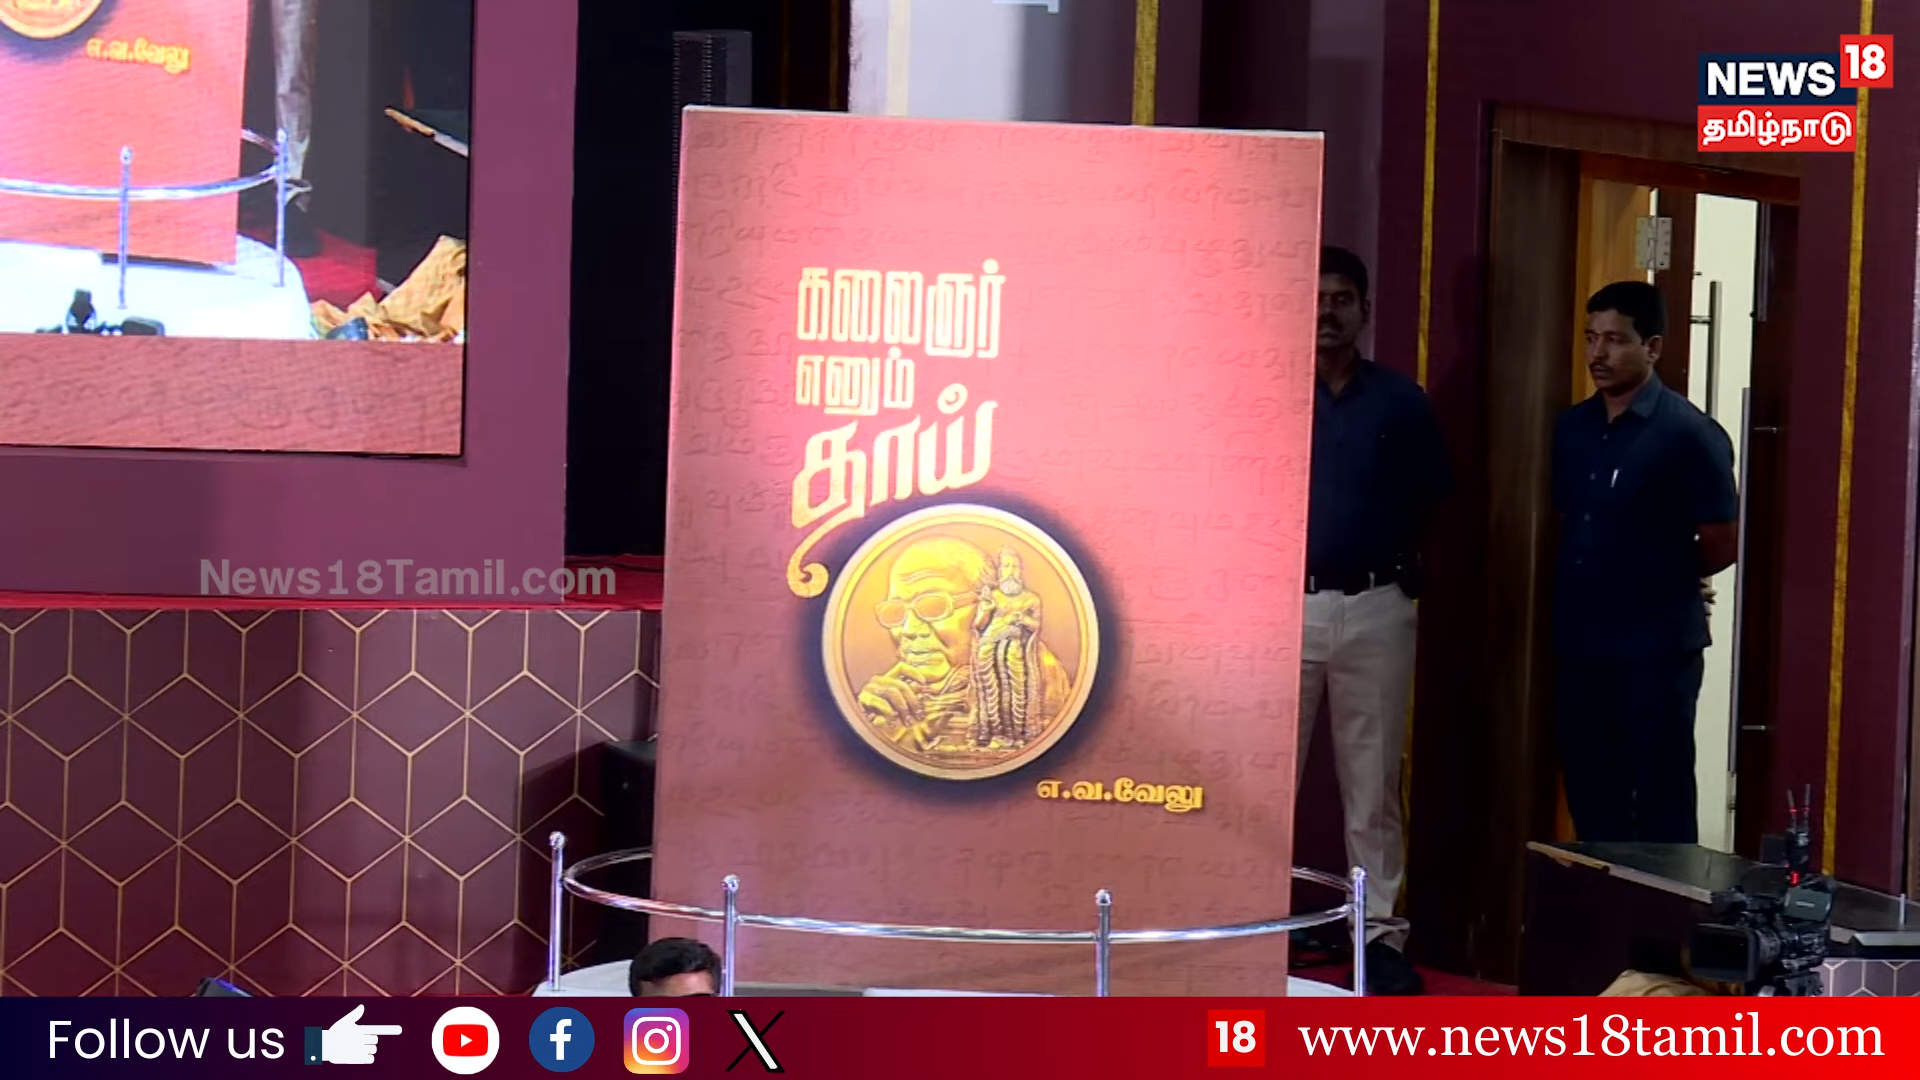 எ.வ.வேலு
NEWS 18
தமிழ்நாடு
கலைஞர்
எனும்
தாய்
எ.வ.வேலு
News18Tamil.com
Follow us
18 www.news18tamil.com